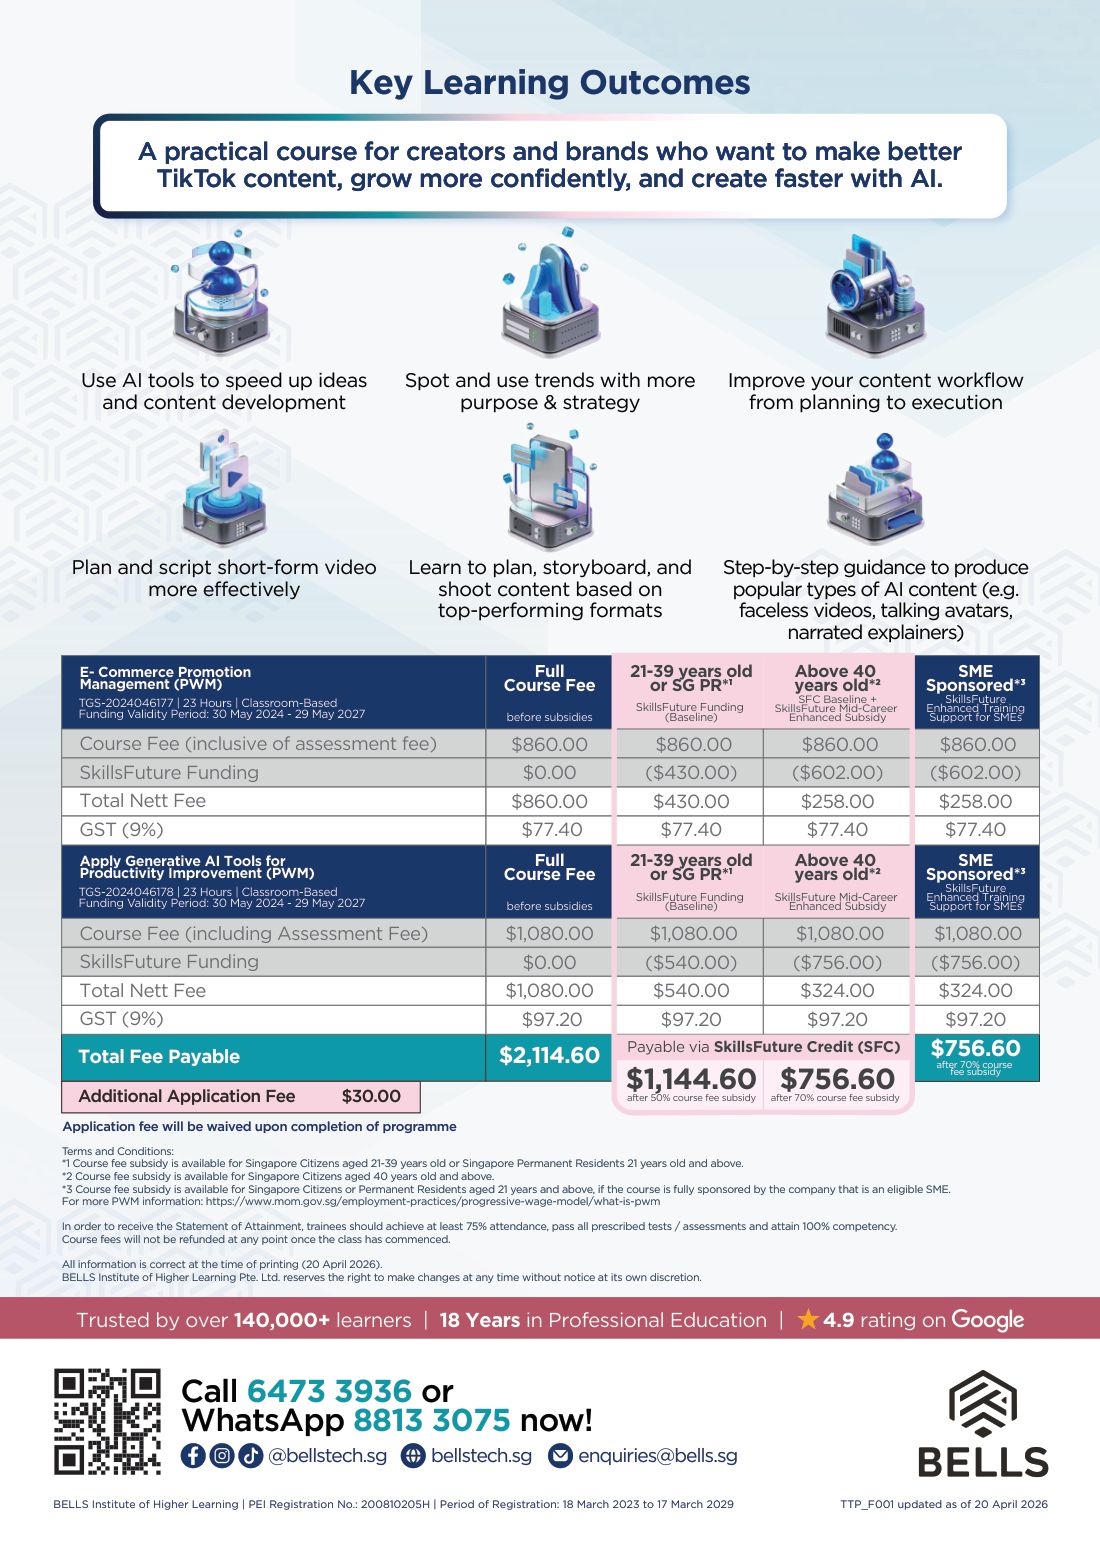 Key Learning Outcomes
A practical course for creators and brands who want to make better
TikTok content, grow more confidently, and create faster with AI.
Use AI tools to speed up ideas
and content development
Spot and use trends with more
purpose & strategy
Improve your content workflow
from planning to execution
Plan and script short-form video
more effectively
Learn to plan, storyboard, and
shoot content based on
top-performing formats
Step-by-step guidance to produce
popular types of AI content (e.g.
faceless videos, talking avatars,
narrated explainers)
E- Commerce Promotion
Management (PWM)
TGS-2024046177 | 23 Hours | Classroom-Based
Funding Validity Period: 30 May 2024 - 29 May 2027
Full
Course Fee
before subsidies
21-39 years old
or SG PR*¹
SkillsFuture Funding
(Baseline)
Above 40
years old*²
SFC Baseline +
SkillsFuture Mid-Career
Enhanced Subsidy
SME
Sponsored*³
SkillsFuture
Enhanced Training
Support for SMEs
Course Fee (inclusive of assessment fee) $860.00 $860.00 $860.00 $860.00
SkillsFuture Funding $0.00 ($430.00) ($602.00) ($602.00)
Total Nett Fee $860.00 $430.00 $258.00 $258.00
GST (9%) $77.40 $77.40 $77.40 $77.40
Apply Generative AI Tools for
Productivity Improvement (PWM)
TGS-2024046178 | 23 Hours | Classroom-Based
Funding Validity Period: 30 May 2024 - 29 May 2027
Full
Course Fee
before subsidies
21-39 years old
or SG PR*¹
SkillsFuture Funding
(Baseline)
Above 40
years old*²
SkillsFuture Mid-Career
Enhanced Subsidy
SME
Sponsored*³
SkillsFuture
Enhanced Training
Support for SMEs
Course Fee (including Assessment Fee) $1,080.00 $1,080.00 $1,080.00 $1,080.00
SkillsFuture Funding $0.00 ($540.00) ($756.00) ($756.00)
Total Nett Fee $1,080.00 $540.00 $324.00 $324.00
GST (9%) $97.20 $97.20 $97.20 $97.20
Total Fee Payable $2,114.60
Payable via SkillsFuture Credit (SFC)
$1,144.60
after 50% course fee subsidy
$756.60
after 70% course fee subsidy
$756.60
after 70% course
fee subsidy
Additional Application Fee $30.00
Application fee will be waived upon completion of programme
Terms and Conditions:
*1 Course fee subsidy is available for Singapore Citizens aged 21-39 years old or Singapore Permanent Residents 21 years old and above.
*2 Course fee subsidy is available for Singapore Citizens aged 40 years old and above.
*3 Course fee subsidy is available for Singapore Citizens or Permanent Residents aged 21 years and above, if the course is fully sponsored by the company that is an eligible SME.
For more PWM information: https://www.mom.gov.sg/employment-practices/progressive-wage-model/what-is-pwm
In order to receive the Statement of Attainment, trainees should achieve at least 75% attendance, pass all prescribed tests / assessments and attain 100% competency.
Course fees will not be refunded at any point once the class has commenced.
All information is correct at the time of printing (20 April 2026).
BELLS Institute of Higher Learning Pte. Ltd. reserves the right to make changes at any time without notice at its own discretion.
Trusted by over 140,000+ learners | 18 Years in Professional Education | 4.9 rating on Google
Call 6473 3936 or
WhatsApp 8813 3075 now!
@bellstech.sg bellstech.sg enquiries@bells.sg
BELLS
BELLS Institute of Higher Learning | PEI Registration No.: 200810205H | Period of Registration: 18 March 2023 to 17 March 2029
TTP_F001 updated as of 20 April 2026